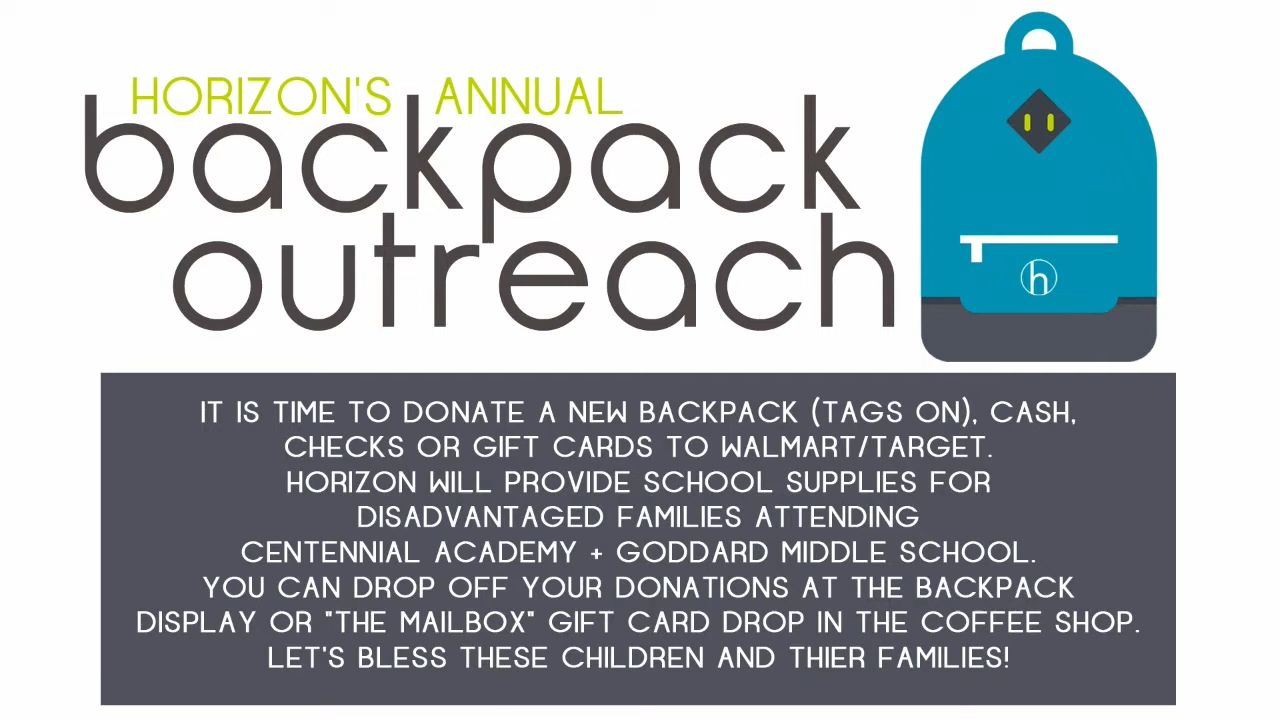 HORIZON'S ANNUAL
backpack
outreach
h
IT IS TIME TO DONATE A NEW BACKPACK (TAGS ON), CASH,
CHECKS OR GIFT CARDS TO WALMART/TARGET.
HORIZON WILL PROVIDE SCHOOL SUPPLIES FOR
DISADVANTAGED FAMILIES ATTENDING
CENTENNIAL ACADEMY + GODDARD MIDDLE SCHOOL.
YOU CAN DROP OFF YOUR DONATIONS AT THE BACKPACK
DISPLAY OR "THE MAILBOX" GIFT CARD DROP IN THE COFFEE SHOP.
LET'S BLESS THESE CHILDREN AND THIER FAMILIES!